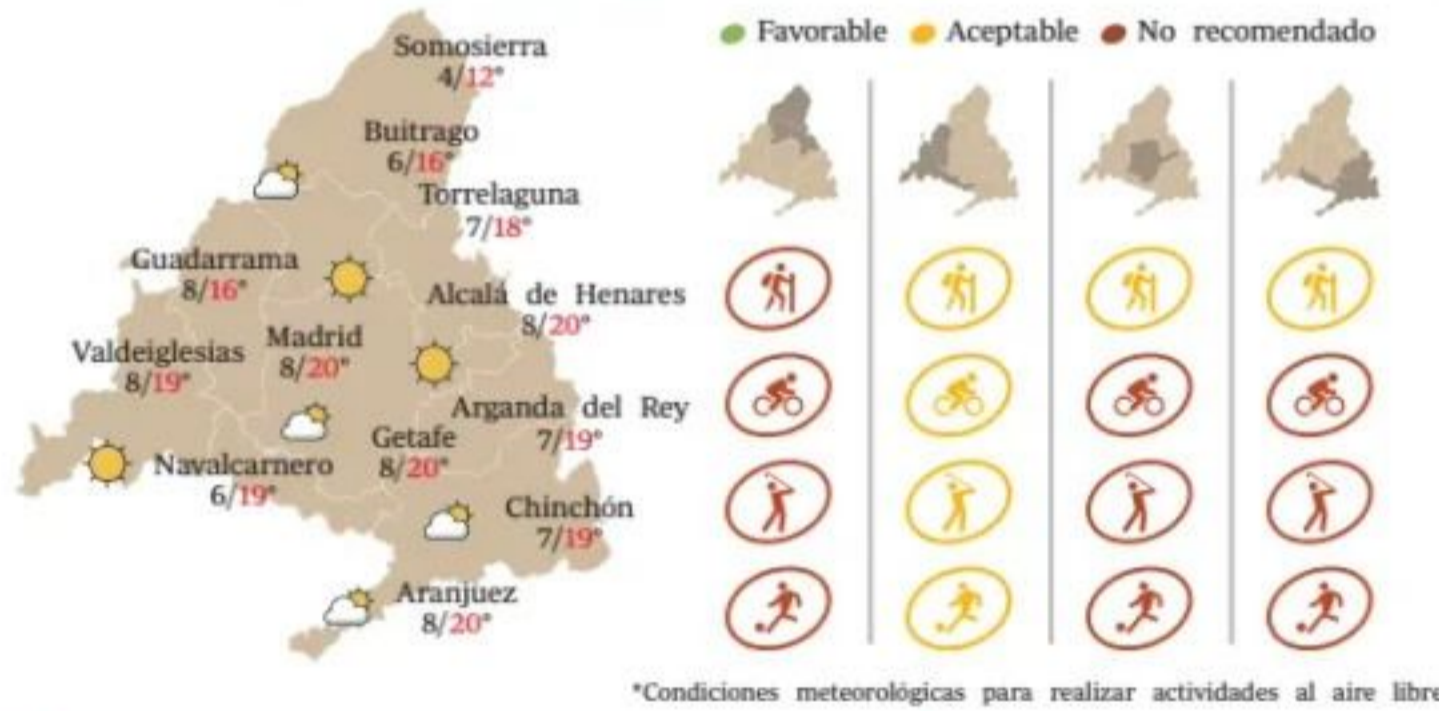 Somosierra
4/12°
Buitrago
6/16°
Torrelaguna
7/18°
Guadarrama
8/16°
Alcalá de Henares
8/20°
Madrid
8/20°
Valdeiglesias
8/19°
Arganda del Rey
7/19°
Getafe
8/20°
Navalcarnero
6/19°
Chinchón
7/19°
Aranjuez
8/20°
Favorable Aceptable No recomendado
*Condiciones meteorológicas para realizar actividades al aire libre